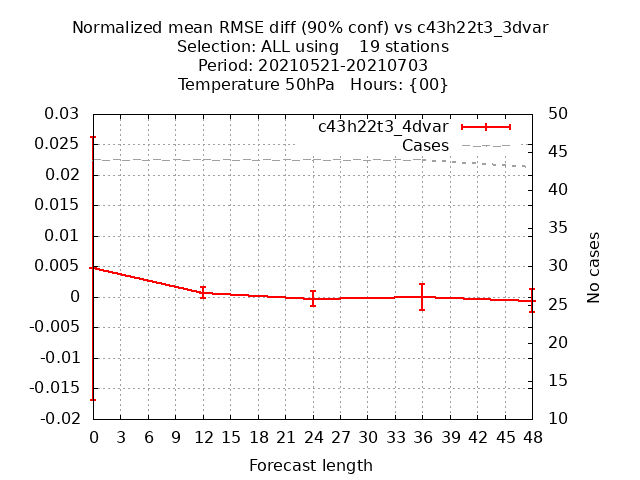 Normalized mean RMSE diff (90% conf) vs c43h22t3_3dvar
Selection: ALL using 19 stations
Period: 20210521-20210703
Temperature 50hPa Hours: {00}
c43h22t3_4dvar
Cases
0.03
0.025
0.02
0.015
0.01
0.005
0
-0.005
-0.01
-0.015
-0.02
50
45
40
35
30
25
20
15
10
No cases
0 3 6 9 12 15 18 21 24 27 30 33 36 39 42 45 48
Forecast length